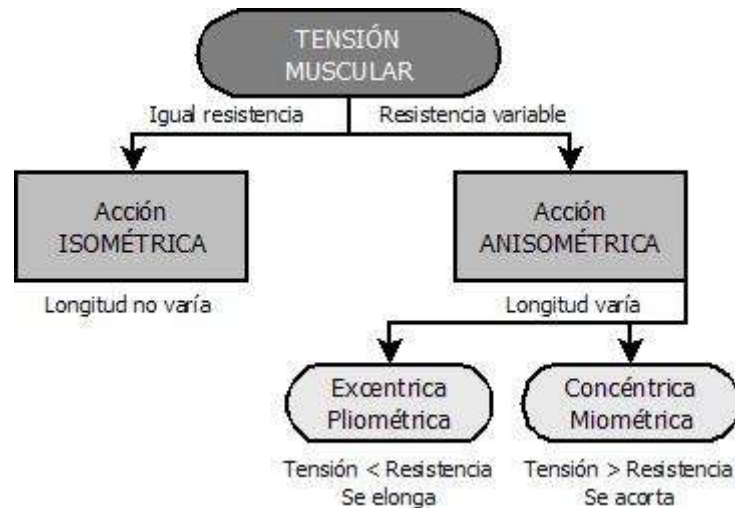 TENSIÓN
MUSCULAR
Igual resistencia
Resistencia variable
Acción
ISOMÉTRICA
Acción
ANISOMÉTRICA
Longitud no varía
Longitud varía
Excentrica
Pliométrica
Concéntrica
Miométrica
Tensión < Resistencia
Se elonga
Tensión > Resistencia
Se acorta